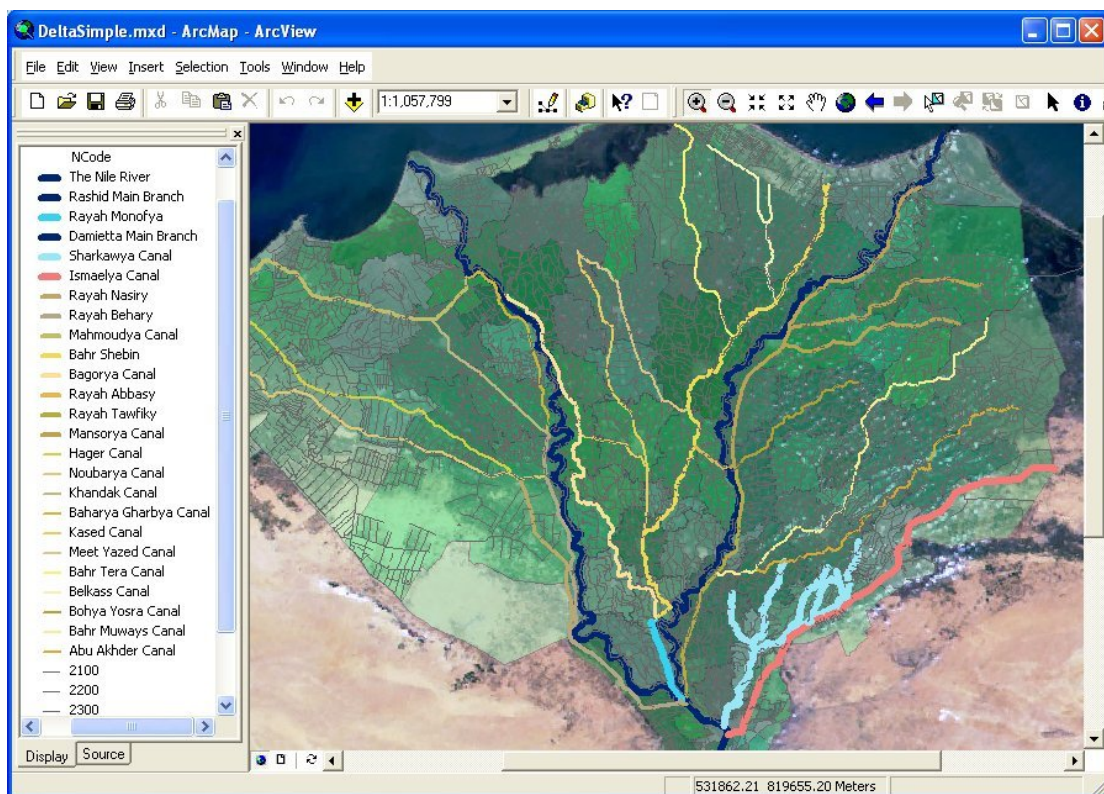 DeltaSimple.mxd - ArcMap - ArcView
File Edit View Insert Selection Tools Window Help
1:1,057,799
NCode
The Nile River
Rashid Main Branch
Rayah Monofya
Damietta Main Branch
Sharkawya Canal
Ismaelya Canal
Rayah Nasiry
Rayah Behary
Mahmoudya Canal
Bahr Shebin
Bagorya Canal
Rayah Abbasy
Rayah Tawfiky
Mansorya Canal
Hager Canal
Noubarya Canal
Khandak Canal
Baharya Gharbya Canal
Kased Canal
Meet Yazed Canal
Bahr Tera Canal
Belkass Canal
Bohya Yosra Canal
Bahr Muways Canal
Abu Akhder Canal
2100
2200
2300
Display Source
531862.21 819655.20 Meters